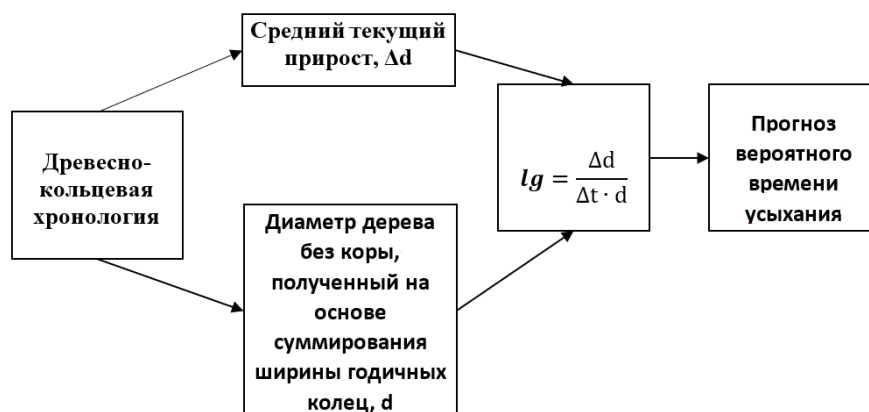 Средний текущий
прирост, Δd
Древесно-
кольцевая
хронология
Диаметр дерева
без коры,
полученный на
основе
суммирования
ширины годичных
колец, d
lg = Δd / Δt · d
Прогноз
вероятного
времени
усыхания